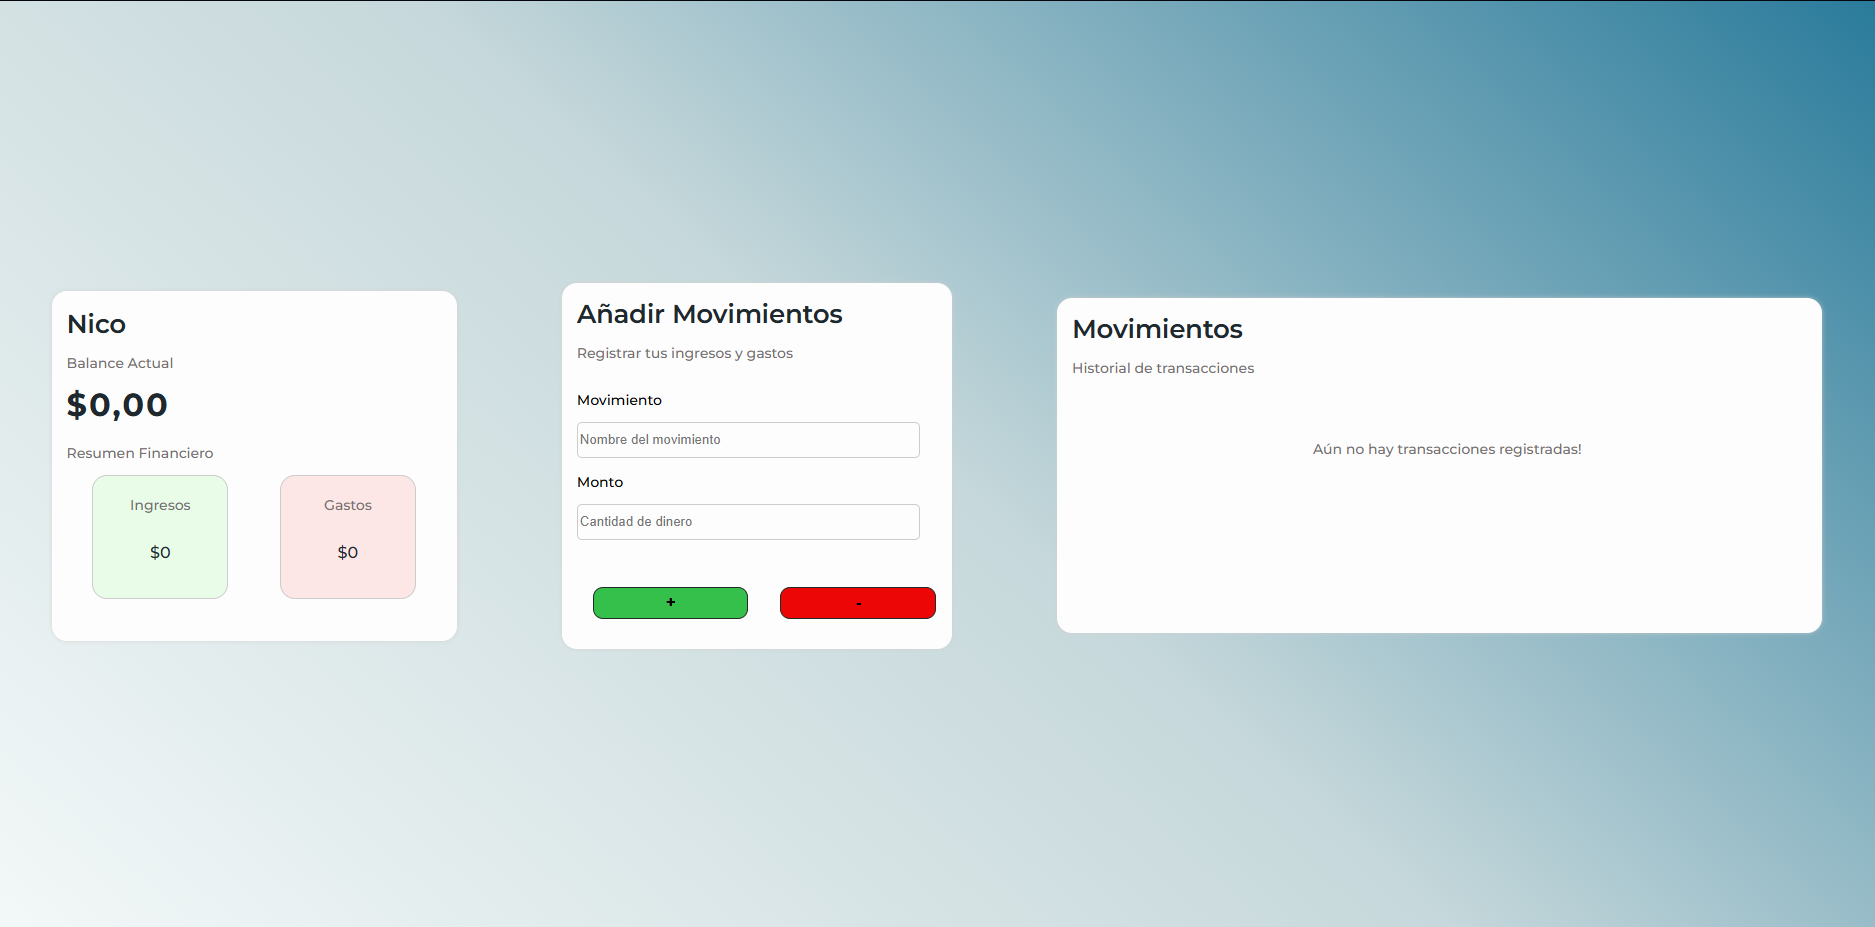 Nico
Balance Actual
$0,00
Resumen Financiero
Ingresos
$0
Gastos
$0
Añadir Movimientos
Registrar tus ingresos y gastos
Movimiento
Nombre del movimiento
Monto
Cantidad de dinero
+
-
Movimientos
Historial de transacciones
Aún no hay transacciones registradas!